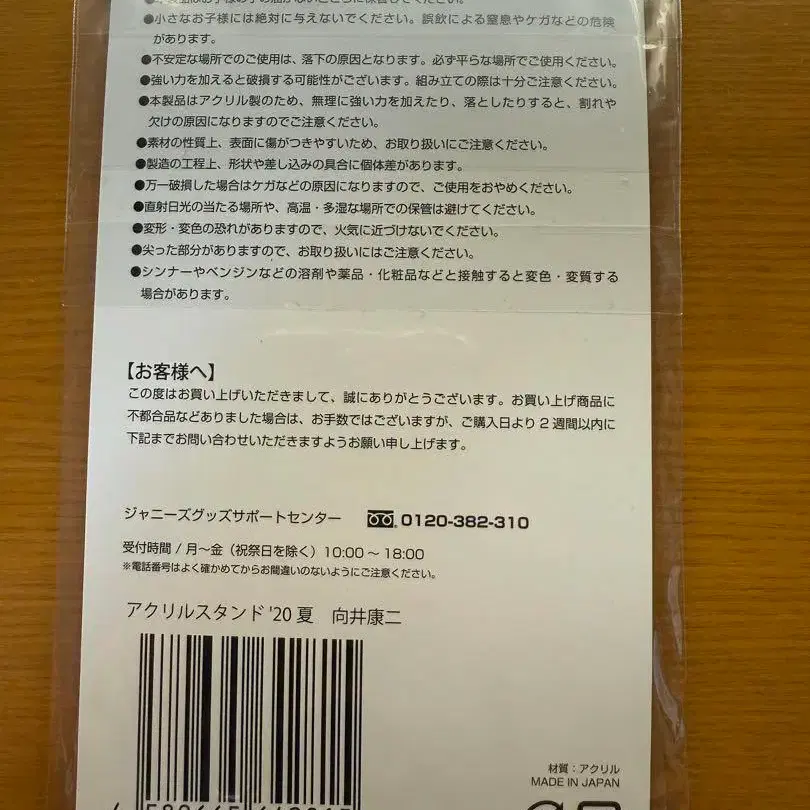 ●小さなお子様には絶対に与えないでください。誤飲による窒息やケガなどの危険
があります。
●不安定な場所でのご使用は、落下の原因となります。必ず平らな場所でご使用ください。
●強い力を加えると破損する可能性がございます。組み立ての際は十分ご注意ください。
●本製品はアクリル製のため、無理に強い力を加えたり、落としたりすると、割れや
欠けの原因になりますのでご注意ください。
●素材の性質上、表面に傷がつきやすいため、お取り扱いにご注意ください。
●製造の工程上、形状や差し込みの具合に個体差があります。
●万一破損した場合はケガなどの原因になりますので、ご使用をおやめください。
●直射日光の当たる場所や、高温・多湿な場所での保管は避けてください。
●変形・変色の恐れがありますので、火気に近づけないでください。
●尖った部分がありますので、お取り扱いにはご注意ください。
●シンナーやベンジンなどの溶剤や薬品・化粧品などと接触すると変色・変質する
場合があります。
【お客様へ】
この度はお買い上げいただきまして、誠にありがとうございます。お買い上げ商品に
不都合品などありました場合は、お手数ではございますが、ご購入日より2週間以内に
下記までお問い合わせいただきますようお願い申し上げます。
ジャニーズグッズサポートセンター 0120-382-310
受付時間 / 月～金（祝祭日を除く）10:00 ～ 18:00
※電話番号はよく確かめてからお間違いのないようにご注意ください。
アクリルスタンド '20 夏　向井康二
材質：アクリル
MADE IN JAPAN